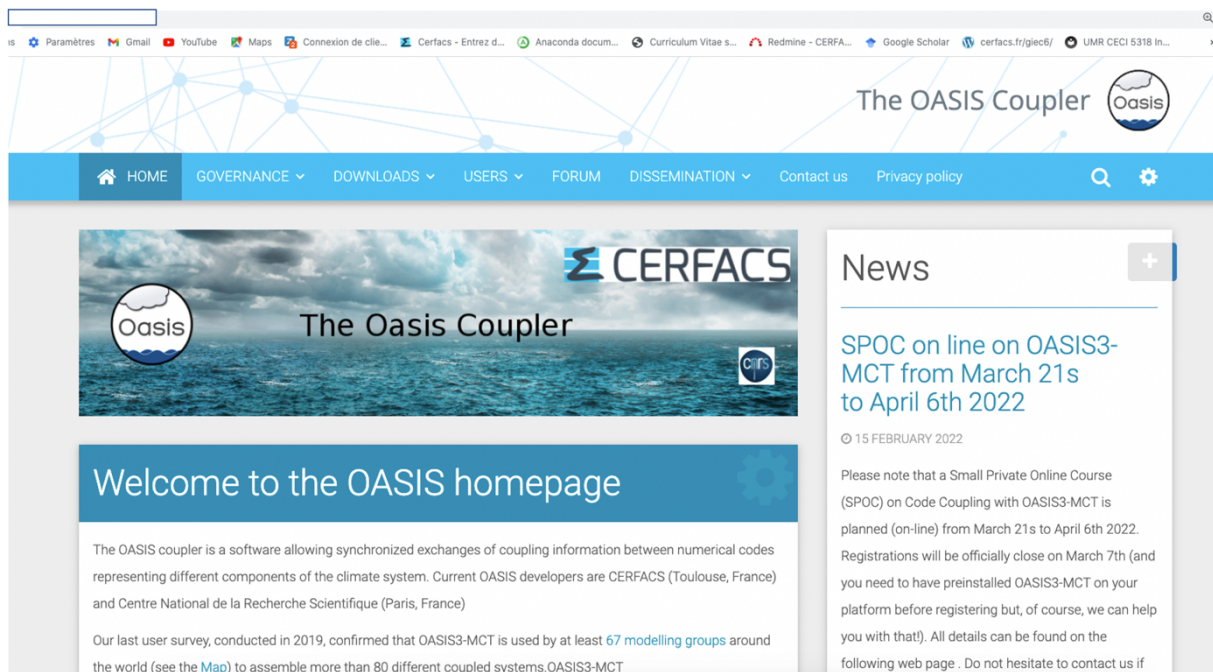 ns Paramètres Gmail YouTube Maps Connexion de clie... Cerfacs - Entrez d... Anaconda docum... Curriculum Vitae s... Redmine - CERFA... Google Scholar cerfacs.fr/giec6/ UMR CECI 5318 In...
The OASIS Coupler Oasis
HOME GOVERNANCE DOWNLOADS USERS FORUM DISSEMINATION Contact us Privacy policy
CERFACS
Oasis The Oasis Coupler
cnrs
Welcome to the OASIS homepage
The OASIS coupler is a software allowing synchronized exchanges of coupling information between numerical codes
representing different components of the climate system. Current OASIS developers are CERFACS (Toulouse, France)
and Centre National de la Recherche Scientifique (Paris, France)
Our last user survey, conducted in 2019, confirmed that OASIS3-MCT is used by at least 67 modelling groups around
the world (see the Map) to assemble more than 80 different coupled systems.OASIS3-MCT
News
SPOC on line on OASIS3-
MCT from March 21s
to April 6th 2022
15 FEBRUARY 2022
Please note that a Small Private Online Course
(SPOC) on Code Coupling with OASIS3-MCT is
planned (on-line) from March 21s to April 6th 2022.
Registrations will be officially close on March 7th (and
you need to have preinstalled OASIS3-MCT on your
platform before registering but, of course, we can help
you with that!). All details can be found on the
following web page . Do not hesitate to contact us if